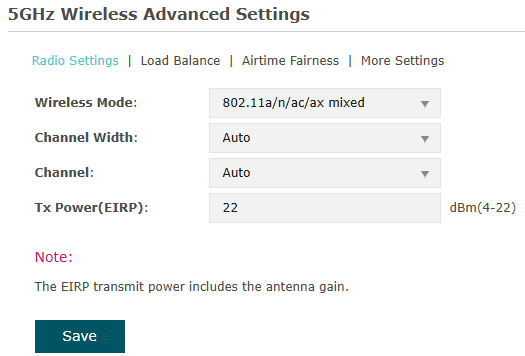 5GHz Wireless Advanced Settings
Radio Settings | Load Balance | Airtime Fairness | More Settings
Wireless Mode: 802.11a/n/ac/ax mixed
Channel Width: Auto
Channel: Auto
Tx Power(EIRP): 22 dBm(4-22)
Note:
The EIRP transmit power includes the antenna gain.
Save